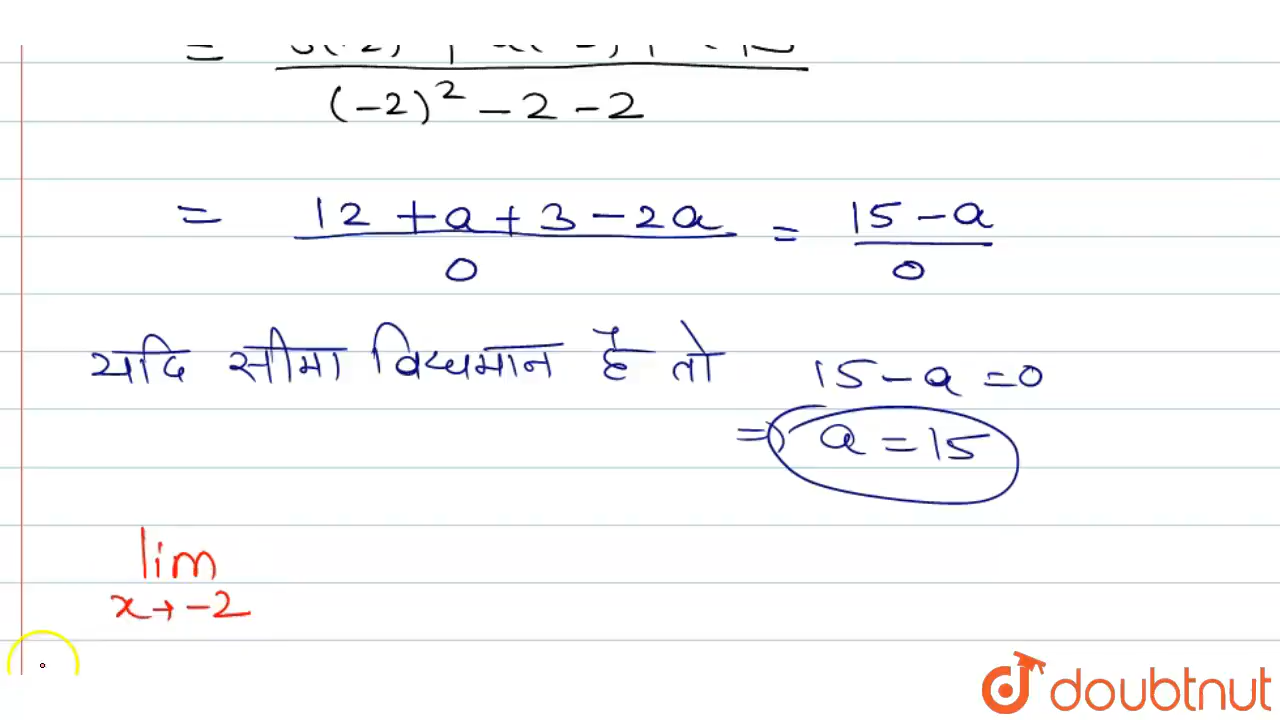 =
(-2)² - 2 - 2
= 12 + a + 3 - 2a / 0 = 15 - a / 0
यदि सीमा विद्यमान है तो 15 - a = 0
⇒ a = 15
lim
x → -2
doubtnut